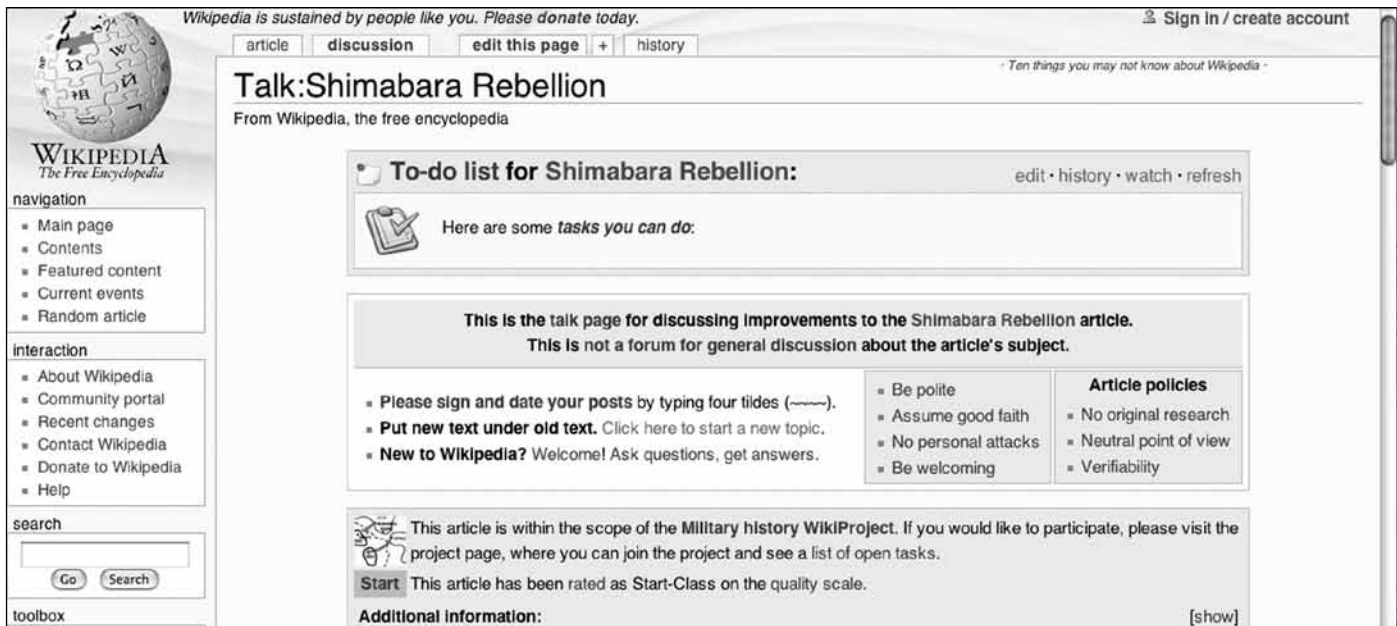 Wikipedia is sustained by people like you. Please donate today.
Sign in / create account
article discussion edit this page + history
- Ten things you may not know about Wikipedia -
Talk:Shimabara Rebellion
From Wikipedia, the free encyclopedia
WIKIPEDIA
The Free Encyclopedia
navigation
Main page
Contents
Featured content
Current events
Random article
interaction
About Wikipedia
Community portal
Recent changes
Contact Wikipedia
Donate to Wikipedia
Help
search
Go Search
toolbox
To-do list for Shimabara Rebellion:
edit · history · watch · refresh
Here are some tasks you can do:
This is the talk page for discussing improvements to the Shimabara Rebellion article.
This is not a forum for general discussion about the article's subject.
Please sign and date your posts by typing four tildes (~~~~).
Put new text under old text. Click here to start a new topic.
New to Wikipedia? Welcome! Ask questions, get answers.
Be polite
Assume good faith
No personal attacks
Be welcoming
Article policies
No original research
Neutral point of view
Verifiability
This article is within the scope of the Military history WikiProject. If you would like to participate, please visit the
project page, where you can join the project and see a list of open tasks.
Start This article has been rated as Start-Class on the quality scale.
Additional information: [show]